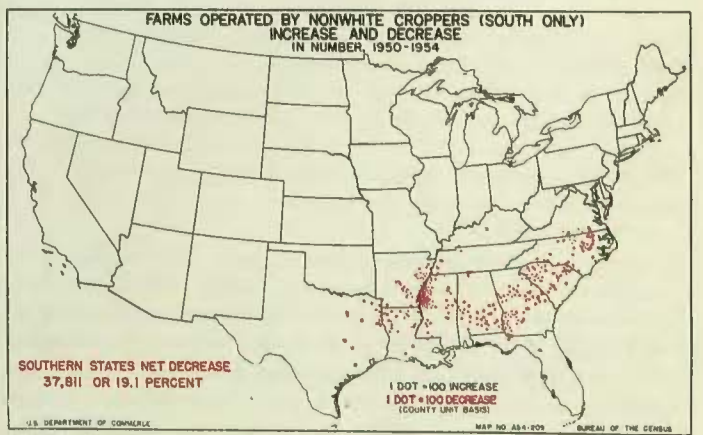 FARMS OPERATED BY NONWHITE CROPPERS (SOUTH ONLY)
INCREASE AND DECREASE
IN NUMBER, 1950-1954
SOUTHERN STATES NET DECREASE
37,811 OR 19.1 PERCENT
1 DOT = 100 INCREASE
1 DOT = 100 DECREASE
(COUNTY UNIT BASIS)
U.S. DEPARTMENT OF COMMERCE
MAP NO. A54-209
BUREAU OF THE CENSUS